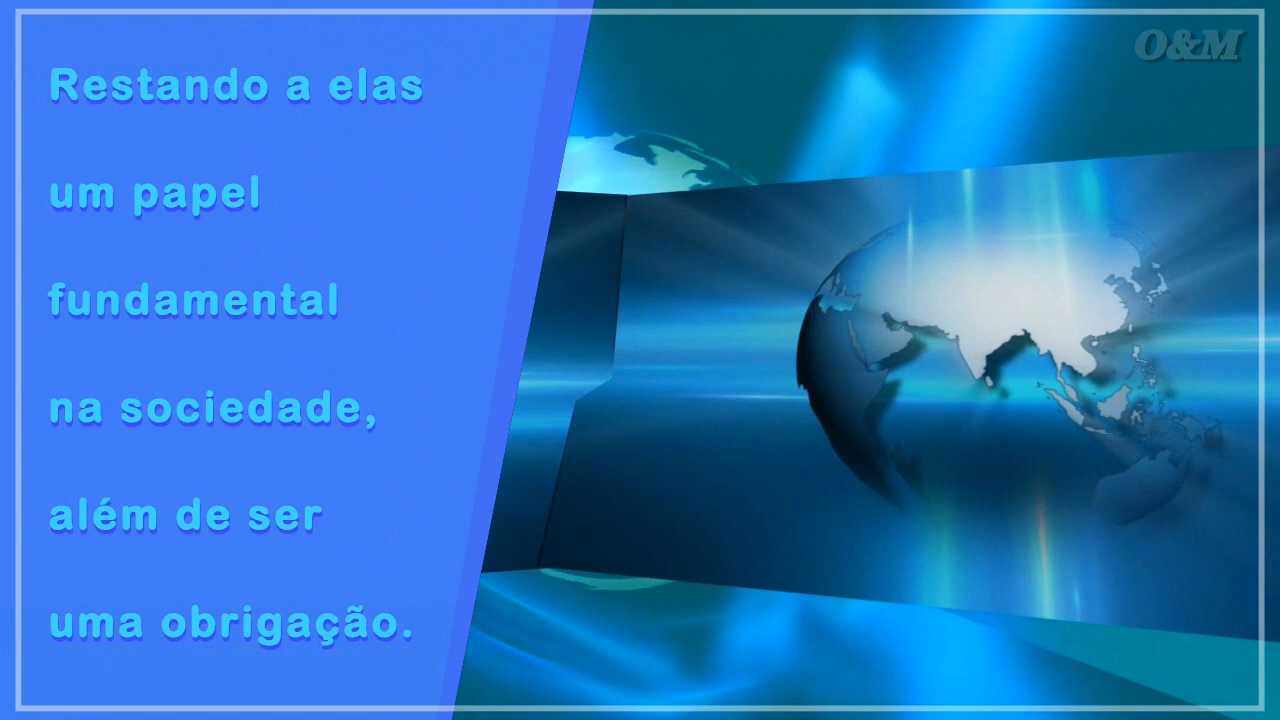 O&M
Restando a elas
um papel
fundamental
na sociedade,
além de ser
uma obrigação.